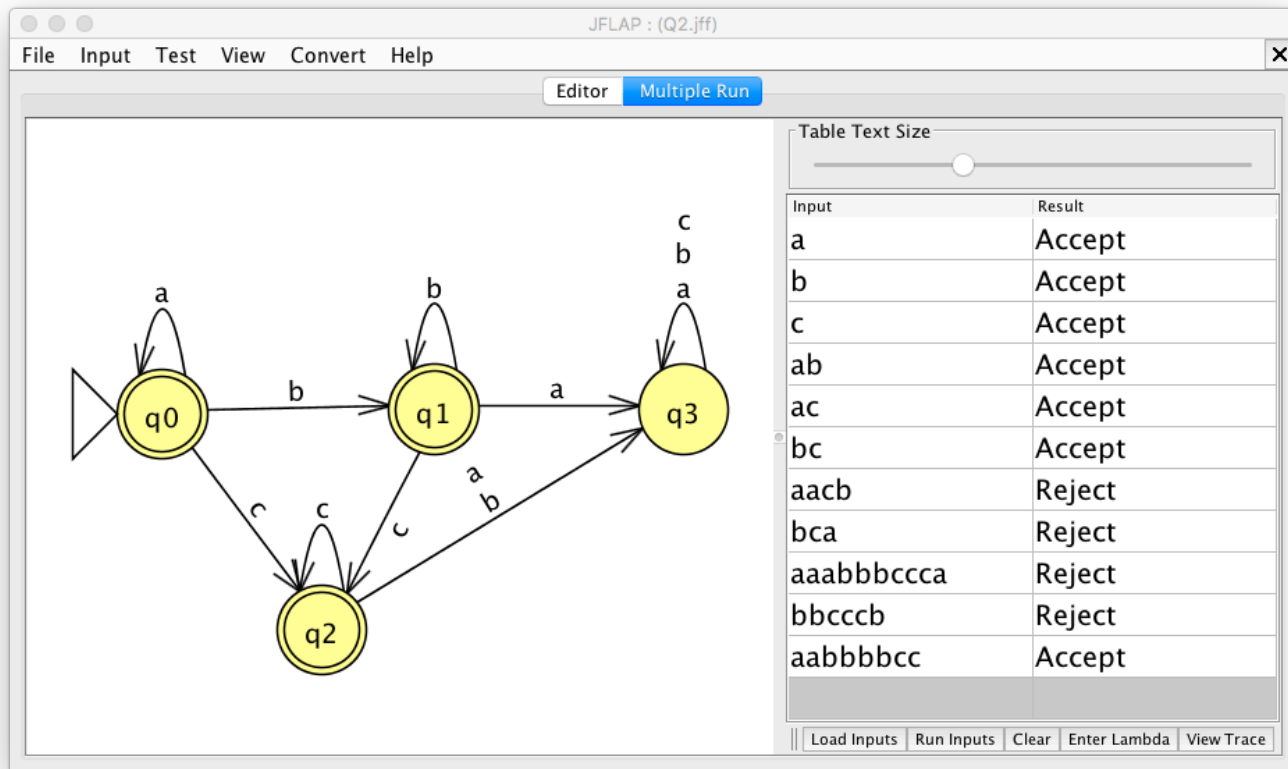 JFLAP : (Q2.jff)
File Input Test View Convert Help
Editor Multiple Run
Table Text Size
Input Result
a Accept
b Accept
c Accept
ab Accept
ac Accept
bc Accept
aacb Reject
bca Reject
aaabbbccca Reject
bbcccb Reject
aabbbbcc Accept
Load Inputs Run Inputs Clear Enter Lambda View Trace
c
b
a b a
q0 b q1 a q3
c c c a
b
q2